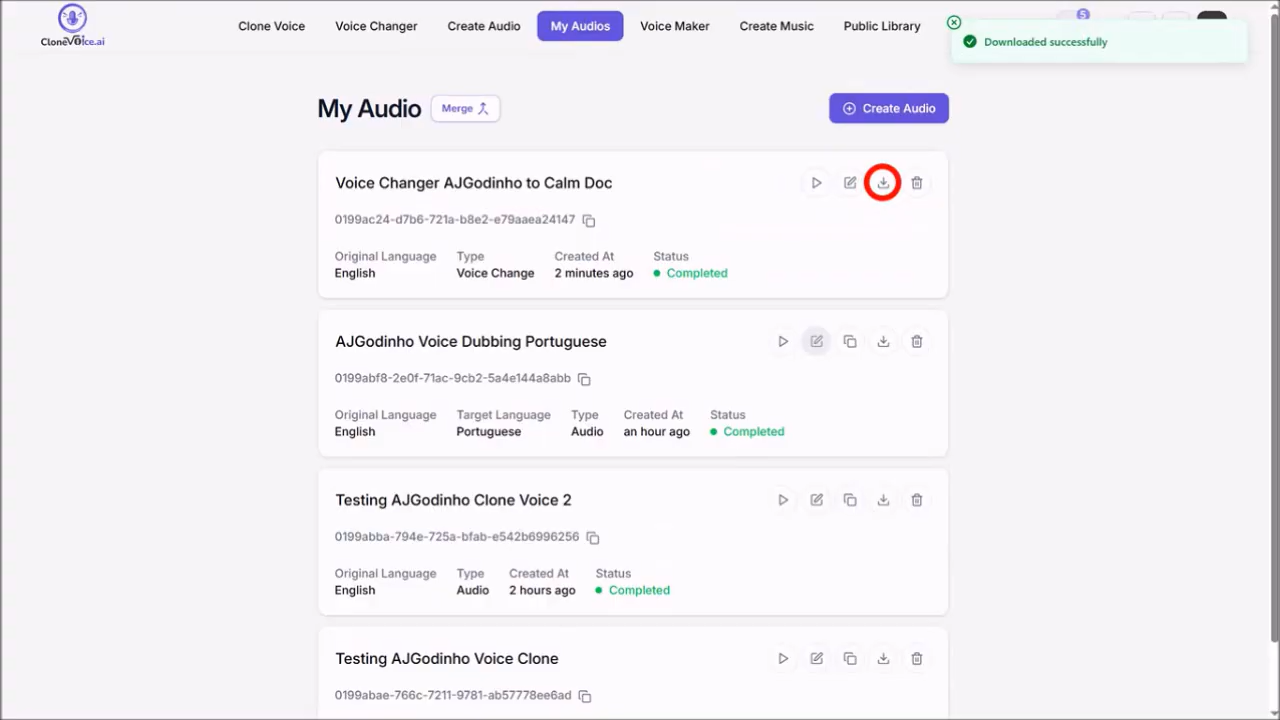 CloneVoice.ai
Clone Voice
Voice Changer
Create Audio
My Audios
Voice Maker
Create Music
Public Library
5
Downloaded successfully
My Audio
Merge
Create Audio
Voice Changer AJGodinho to Calm Doc
0199ac24-d7b6-721a-b8e2-e79aaea24147
Original Language Type Created At Status
English Voice Change 2 minutes ago Completed
AJGodinho Voice Dubbing Portuguese
0199abf8-2e0f-71ac-9cb2-5a4e144a8abb
Original Language Target Language Type Created At Status
English Portuguese Audio an hour ago Completed
Testing AJGodinho Clone Voice 2
0199abba-794e-725a-bfab-e542b6996256
Original Language Type Created At Status
English Audio 2 hours ago Completed
Testing AJGodinho Voice Clone
0199abae-766c-7211-9781-ab57778ee6ad